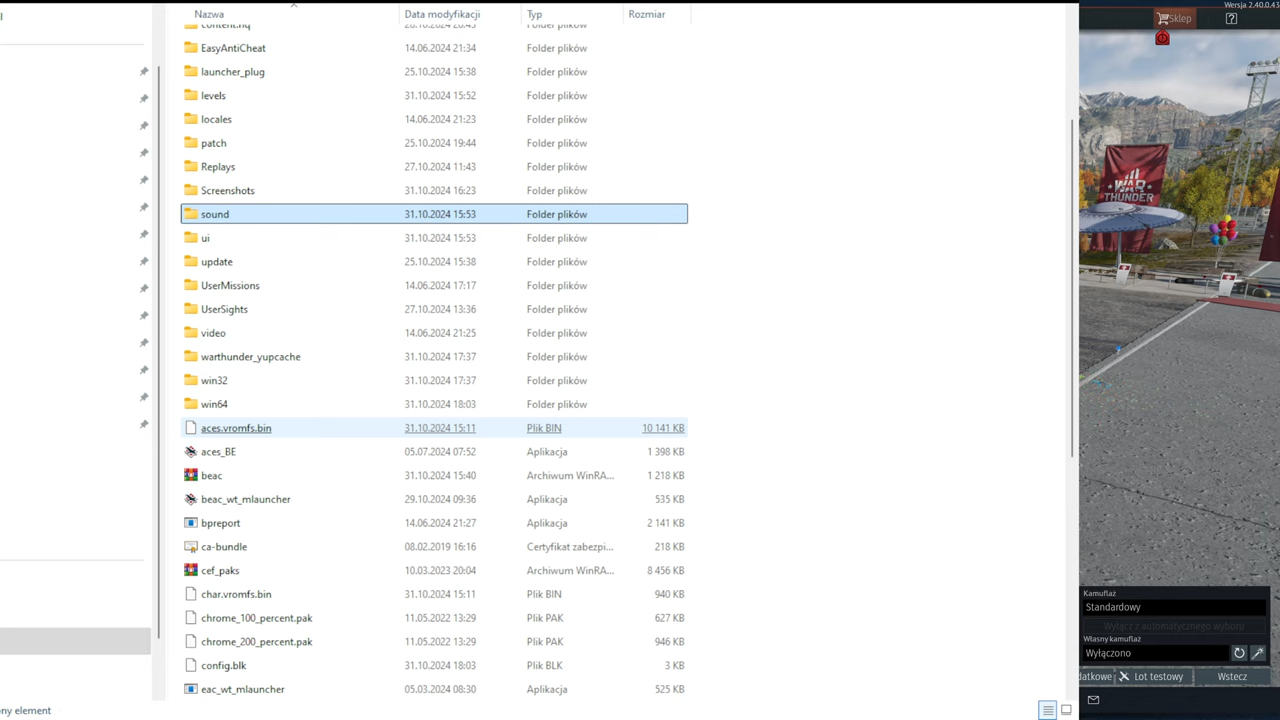 Nazwa Data modyfikacji Typ Rozmiar
content.hq 28.10.2024 20:43 Folder plików
EasyAntiCheat 14.06.2024 21:34 Folder plików
launcher_plug 25.10.2024 15:38 Folder plików
levels 31.10.2024 15:52 Folder plików
locales 14.06.2024 21:23 Folder plików
patch 25.10.2024 19:44 Folder plików
Replays 27.10.2024 11:43 Folder plików
Screenshots 31.10.2024 16:23 Folder plików
sound 31.10.2024 15:53 Folder plików
ui 31.10.2024 15:53 Folder plików
update 25.10.2024 15:38 Folder plików
UserMissions 14.06.2024 17:17 Folder plików
UserSights 27.10.2024 13:36 Folder plików
video 14.06.2024 21:25 Folder plików
warthunder_yupcache 31.10.2024 17:37 Folder plików
win32 31.10.2024 17:37 Folder plików
win64 31.10.2024 18:03 Folder plików
aces.vromfs.bin 31.10.2024 15:11 Plik BIN 10 141 KB
aces_BE 05.07.2024 07:52 Aplikacja 1 398 KB
beac 31.10.2024 15:40 Archiwum WinRA... 1 218 KB
beac_wt_mlauncher 29.10.2024 09:36 Aplikacja 535 KB
bpreport 14.06.2024 21:27 Aplikacja 2 141 KB
ca-bundle 08.02.2019 16:16 Certyfikat zabezpi... 218 KB
cef_paks 10.03.2023 20:04 Archiwum WinRA... 8 456 KB
char.vromfs.bin 31.10.2024 15:11 Plik BIN 940 KB
chrome_100_percent.pak 11.05.2022 13:29 Plik PAK 627 KB
chrome_200_percent.pak 11.05.2022 13:29 Plik PAK 946 KB
config.blk 31.10.2024 18:03 Plik BLK 3 KB
eac_wt_mlauncher 05.03.2024 08:30 Aplikacja 525 KB
ny element
Wersja 2.40.0.43
Sklep
WAR
THUNDER
Kamuflaż
Standardowy
Wyłącz z automatycznego wyboru
Własny kamuflaż
Wyłączono
datkowe Lot testowy Wstecz